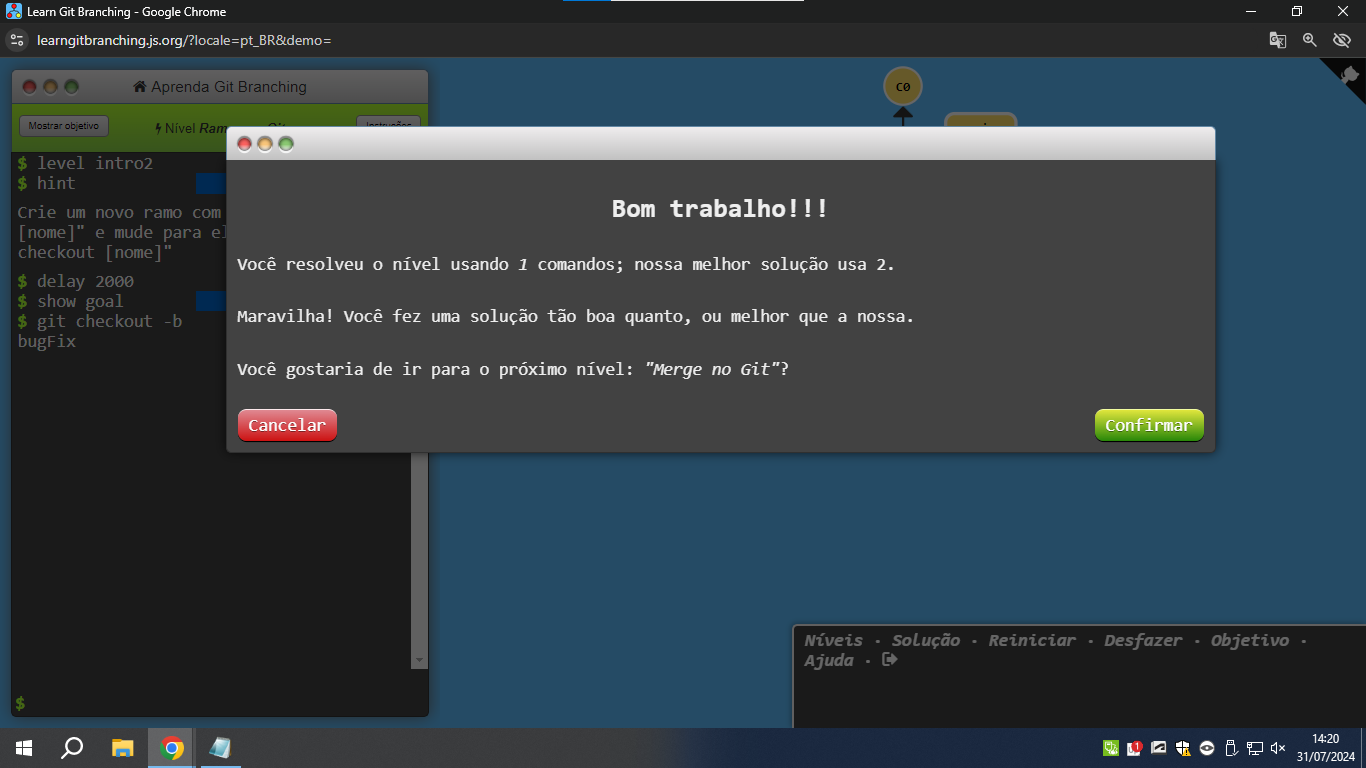 Learn Git Branching - Google Chrome
learngitbranching.js.org/?locale=pt_BR&demo=
Aprenda Git Branching
Mostrar objetivo
Nível Ram
$ level intro2
$ hint
Crie um novo ramo com
[nome]" e mude para el
checkout [nome]"
$ delay 2000
$ show goal
$ git checkout -b
bugFix
$
C0
Bom trabalho!!!
Você resolveu o nível usando 1 comandos; nossa melhor solução usa 2.
Maravilha! Você fez uma solução tão boa quanto, ou melhor que a nossa.
Você gostaria de ir para o próximo nível: "Merge no Git"?
Cancelar
Confirmar
Níveis · Solução · Reiniciar · Desfazer · Objetivo ·
Ajuda ·
1
14:20
31/07/2024